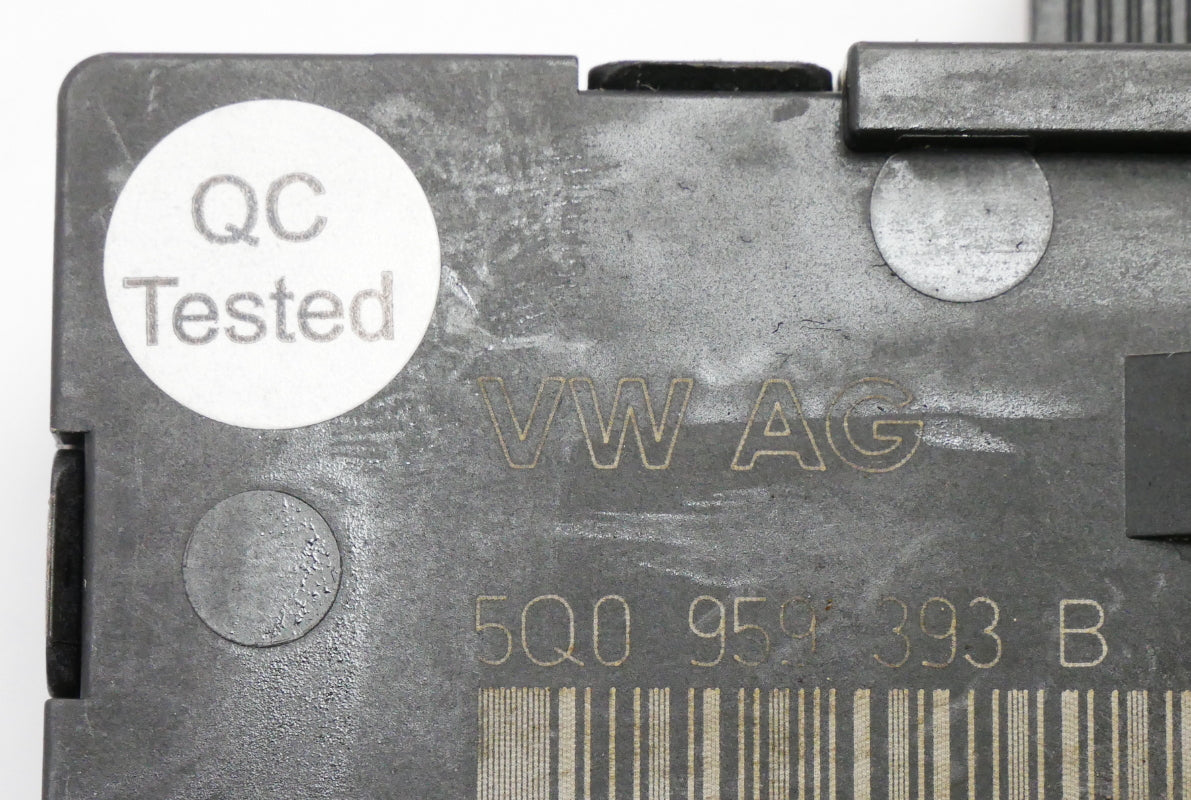 QC
Tested
VW AG
5Q0 959 393 B